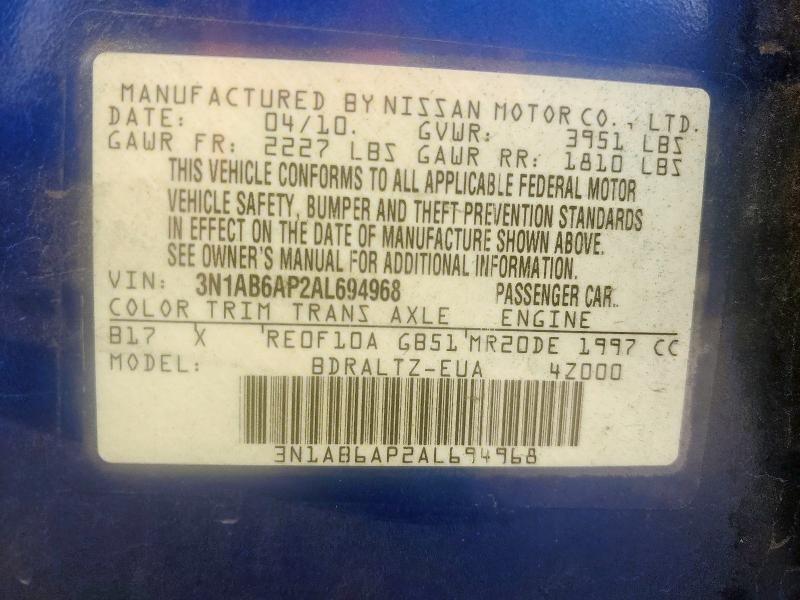 MANUFACTURED BY NISSAN MOTOR CO., LTD.
DATE: 04/10. GVWR: 3951 LBS
GAWR FR: 2227 LBS GAWR RR: 1810 LBS
THIS VEHICLE CONFORMS TO ALL APPLICABLE FEDERAL MOTOR
VEHICLE SAFETY, BUMPER AND THEFT PREVENTION STANDARDS
IN EFFECT ON THE DATE OF MANUFACTURE SHOWN ABOVE.
SEE OWNER'S MANUAL FOR ADDITIONAL INFORMATION.
VIN: 3N1AB6AP2AL694968 PASSENGER CAR.
COLOR TRIM TRANS AXLE ENGINE
B17 X RE0F10A GB51 MR20DE 1997 CC
MODEL: BDRALTZ-EUA 4Z000
3N1AB6AP2AL694968